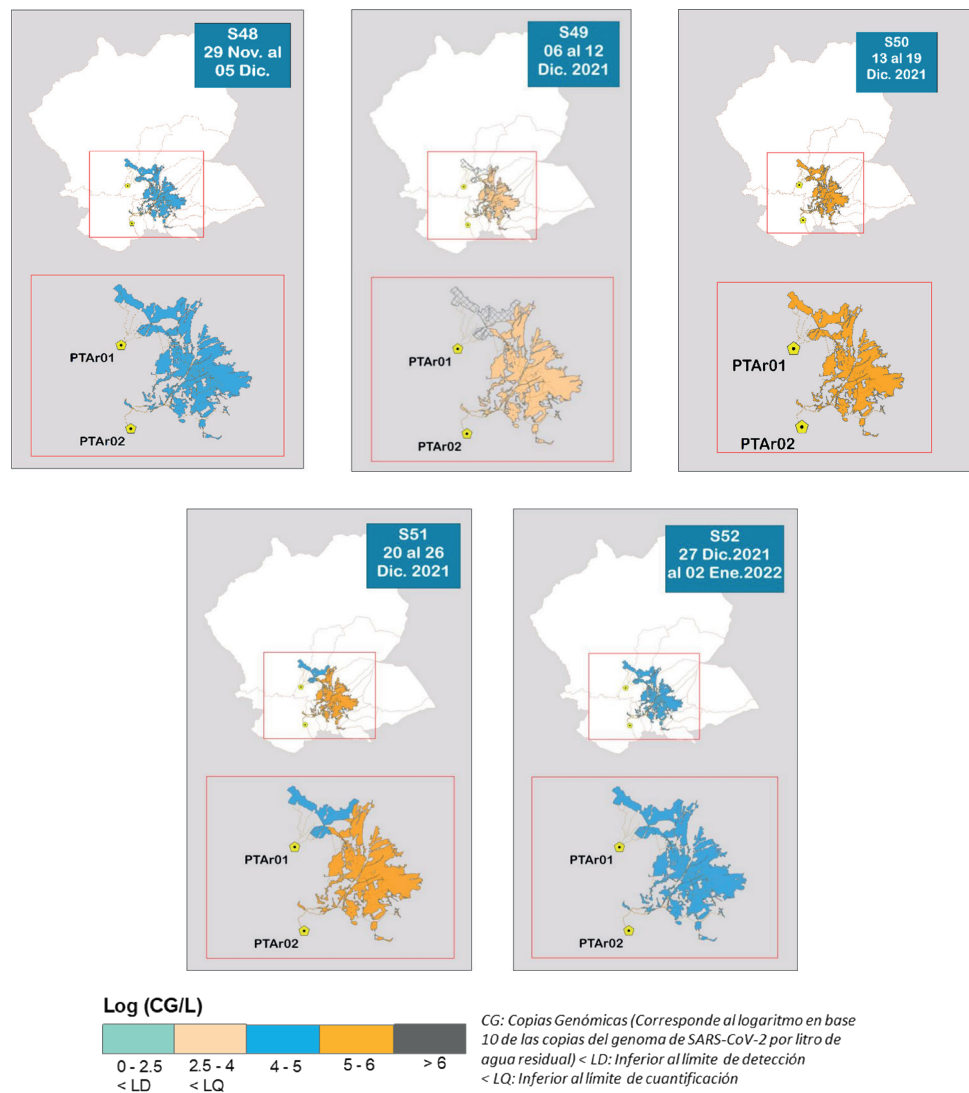 S48
29 Nov. al
05 Dic.
PTAr01
PTAr02
S49
06 al 12
Dic. 2021
PTAr01
PTAr02
S50
13 al 19
Dic. 2021
PTAr01
PTAr02
S51
20 al 26
Dic. 2021
PTAr01
PTAr02
S52
27 Dic.2021
al 02 Ene.2022
PTAr01
PTAr02
Log (CG/L)
0 - 2.5
< LD
2.5 - 4
< LQ
4 - 5
5 - 6
> 6
CG: Copias Genómicas (Corresponde al logaritmo en base
10 de las copias del genoma de SARS-CoV-2 por litro de
agua residual) < LD: Inferior al límite de detección
< LQ: Inferior al límite de cuantificación